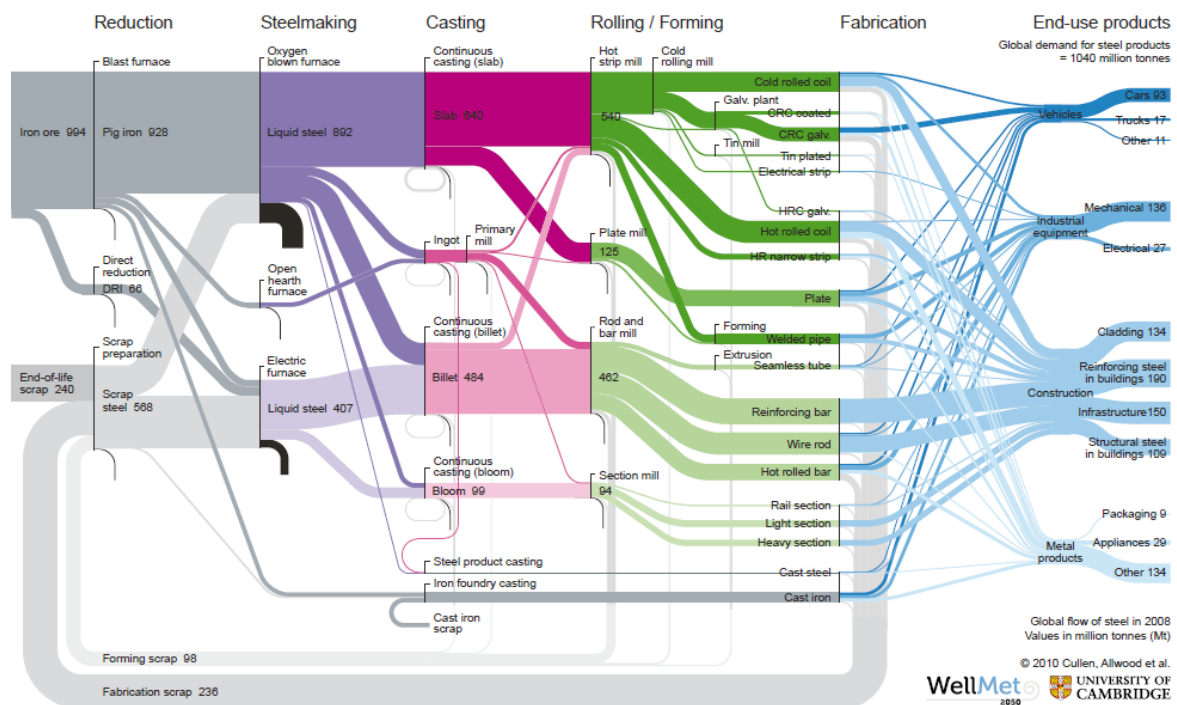 Reduction
Steelmaking
Casting
Rolling / Forming
Fabrication
End-use products
Global demand for steel products
= 1040 million tonnes
Blast furnace
Oxygen
blown furnace
Continuous
casting (slab)
Hot
strip mill
Cold
rolling mill
Iron ore 994
Pig iron 928
Liquid steel 892
Slab 640
540
Cold rolled coil
Galv. plant
CRC coated
CRC galv.
Tin mill
Tin plated
Electrical strip
HRC galv.
Hot rolled coil
HR narrow strip
Vehicles
Cars 93
Trucks 17
Other 11
Direct
reduction
DRI 66
Open
hearth
furnace
Ingot
Primary
mill
Plate mill
125
Plate
Industrial
equipment
Mechanical 136
Electrical 27
Scrap
preparation
End-of-life
scrap 240
Scrap
steel 568
Electric
furnace
Liquid steel 407
Continuous
casting (billet)
Billet 484
Rod and
bar mill
462
Forming
Welded pipe
Extrusion
Seamless tube
Reinforcing bar
Wire rod
Hot rolled bar
Construction
Cladding 134
Reinforcing steel
in buildings 190
Infrastructure150
Structural steel
in buildings 109
Continuous
casting (bloom)
Bloom 99
Section mill
94
Rail section
Light section
Heavy section
Steel product casting
Cast steel
Iron foundry casting
Cast iron
Cast iron
scrap
Metal
products
Packaging 9
Appliances 29
Other 134
Forming scrap 98
Fabrication scrap 236
Global flow of steel in 2008
Values in million tonnes (Mt)
© 2010 Cullen, Allwood et al.
WellMet
2050
UNIVERSITY OF
CAMBRIDGE